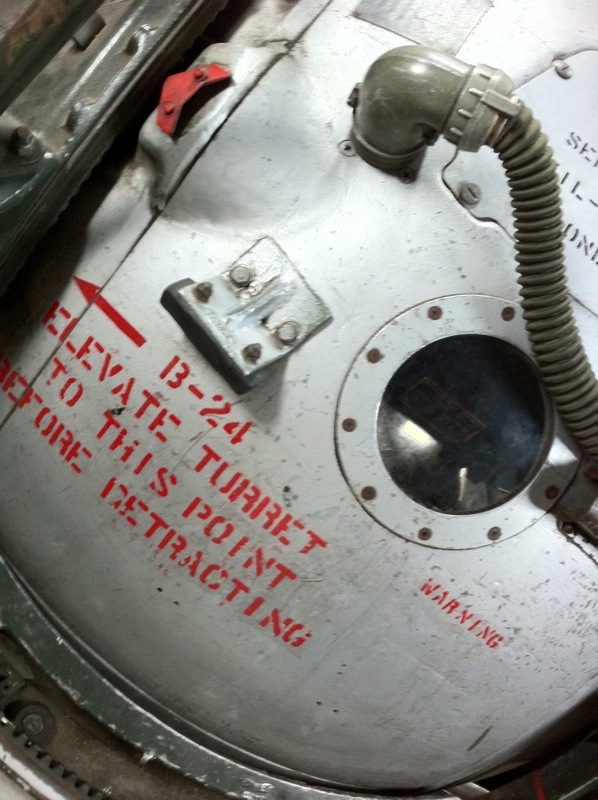 B-24
ELEVATE TURRET
TO THIS POINT
BEFORE RETRACTING
WARNING